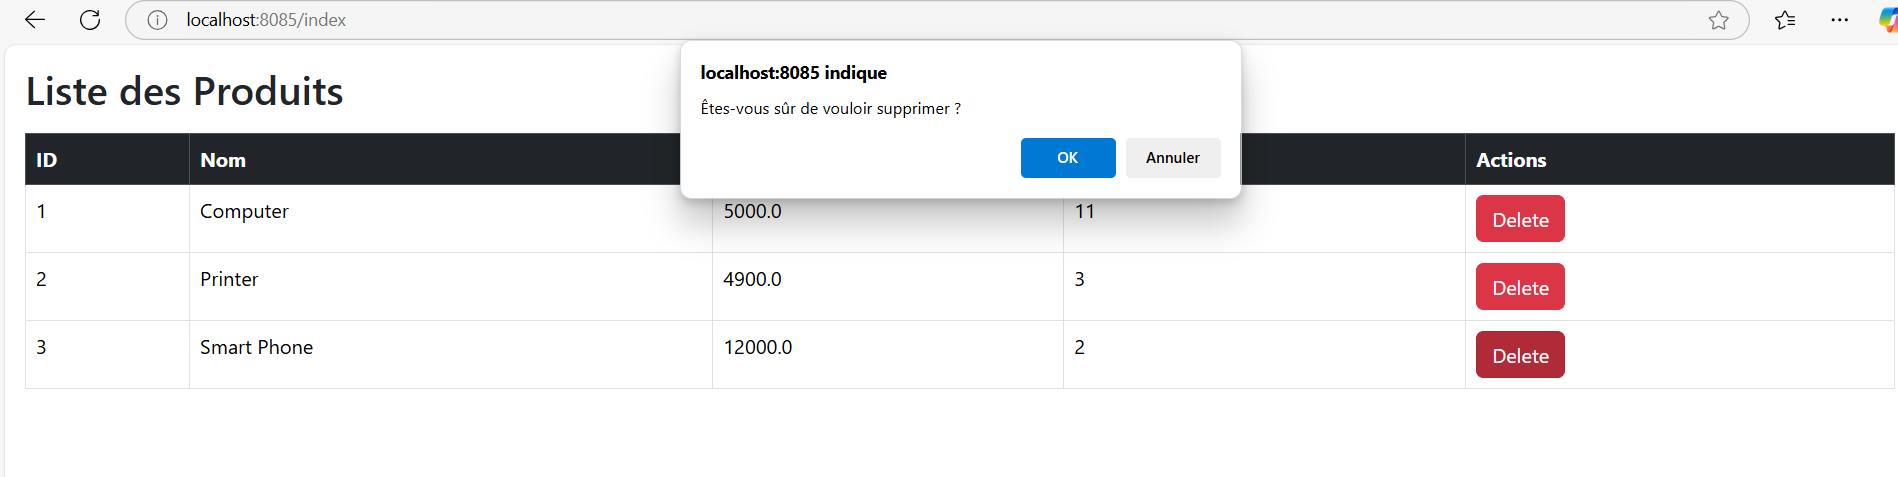 localhost:8085/index
localhost:8085 indique
Êtes-vous sûr de vouloir supprimer ?
OK Annuler
Liste des Produits
ID Nom Actions
1 Computer 5000.0 11 Delete
2 Printer 4900.0 3 Delete
3 Smart Phone 12000.0 2 Delete